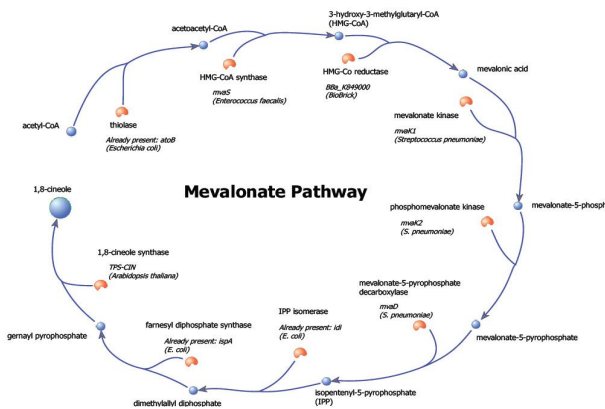 acetoacetyl-CoA
3-hydroxy-3-methylglutaryl-CoA
(HMG-CoA)
HMG-CoA synthase
mvaS
(Enterococcus faecalis)
HMG-Co reductase
BBa_K849000
(BioBrick)
mevalonic acid
acetyl-CoA
thiolase
Already present: atoB
(Escherichia coli)
mevalonate kinase
mvaK1
(Streptococcus pneumoniae)
Mevalonate Pathway
1,8-cineole
phosphomevalonate kinase
mvaK2
(S. pneumoniae)
mevalonate-5-phosph
1,8-cineole synthase
TPS-CIN
(Arabidopsis thaliana)
mevalonate-5-pyrophosphate
decarboxylase
mvaD
(S. pneumoniae)
IPP isomerase
Already present: idi
(E. coli)
farnesyl diphosphate synthase
Already present: ispA
(E. coli)
gernayl pyrophosphate
mevalonate-5-pyrophosphate
isopentenyl-5-pyrophosphate
(IPP)
dimethylallyl diphosphate